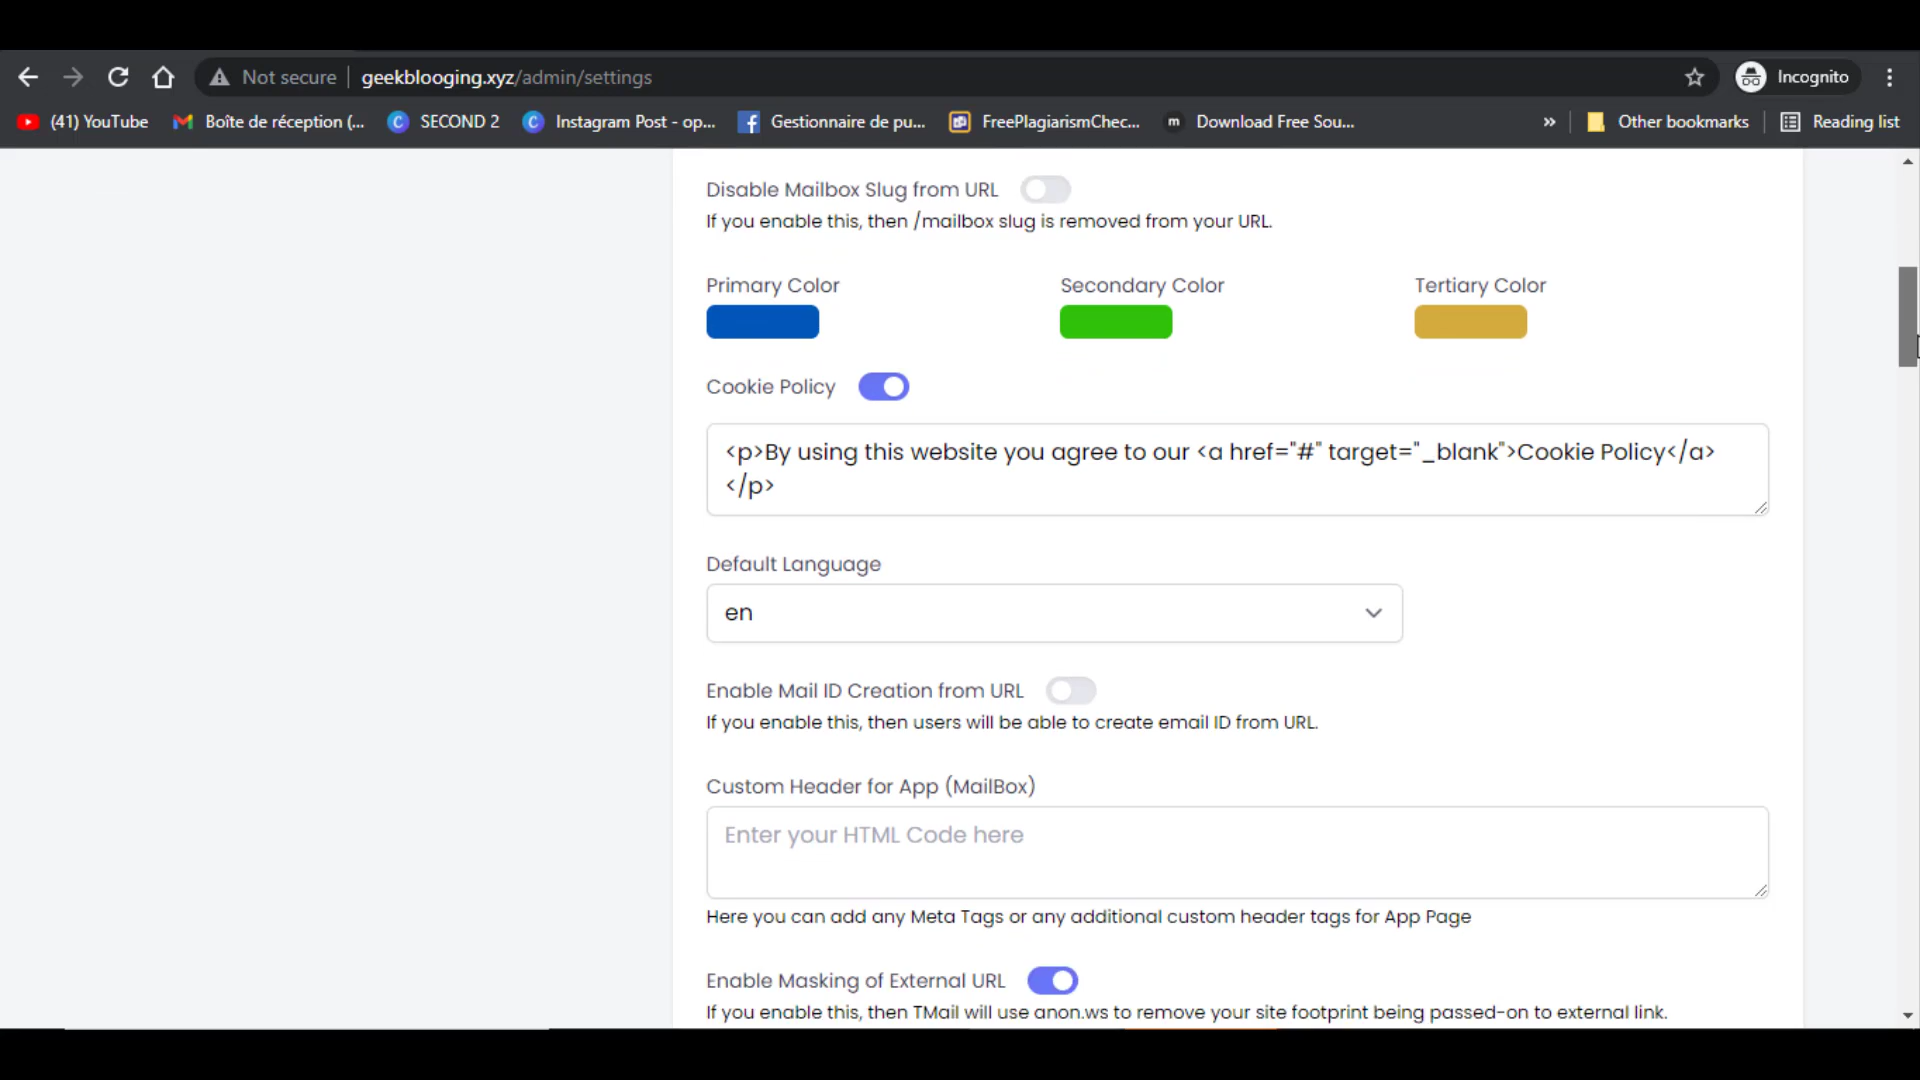 Not secure geekblooging.xyz/admin/settings Incognito
(41) YouTube Boîte de réception (... SECOND 2 Instagram Post - op... Gestionnaire de pu... FreePlagiarismChec... m Download Free Sou... » Other bookmarks Reading list
Disable Mailbox Slug from URL
If you enable this, then /mailbox slug is removed from your URL.
Primary Color Secondary Color Tertiary Color
Cookie Policy
<p>By using this website you agree to our <a href="#" target="_blank">Cookie Policy</a>
</p>
Default Language
en
Enable Mail ID Creation from URL
If you enable this, then users will be able to create email ID from URL.
Custom Header for App (MailBox)
Enter your HTML Code here
Here you can add any Meta Tags or any additional custom header tags for App Page
Enable Masking of External URL
If you enable this, then TMail will use anon.ws to remove your site footprint being passed-on to external link.